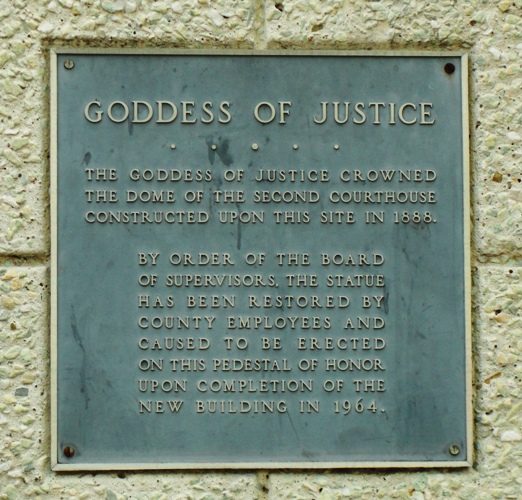 GODDESS OF JUSTICE
. . . . .
THE GODDESS OF JUSTICE CROWNED
THE DOME OF THE SECOND COURTHOUSE
CONSTRUCTED UPON THIS SITE IN 1888.
BY ORDER OF THE BOARD
OF SUPERVISORS, THE STATUE
HAS BEEN RESTORED BY
COUNTY EMPLOYEES AND
CAUSED TO BE ERECTED
ON THIS PEDESTAL OF HONOR
UPON COMPLETION OF THE
NEW BUILDING IN 1964.